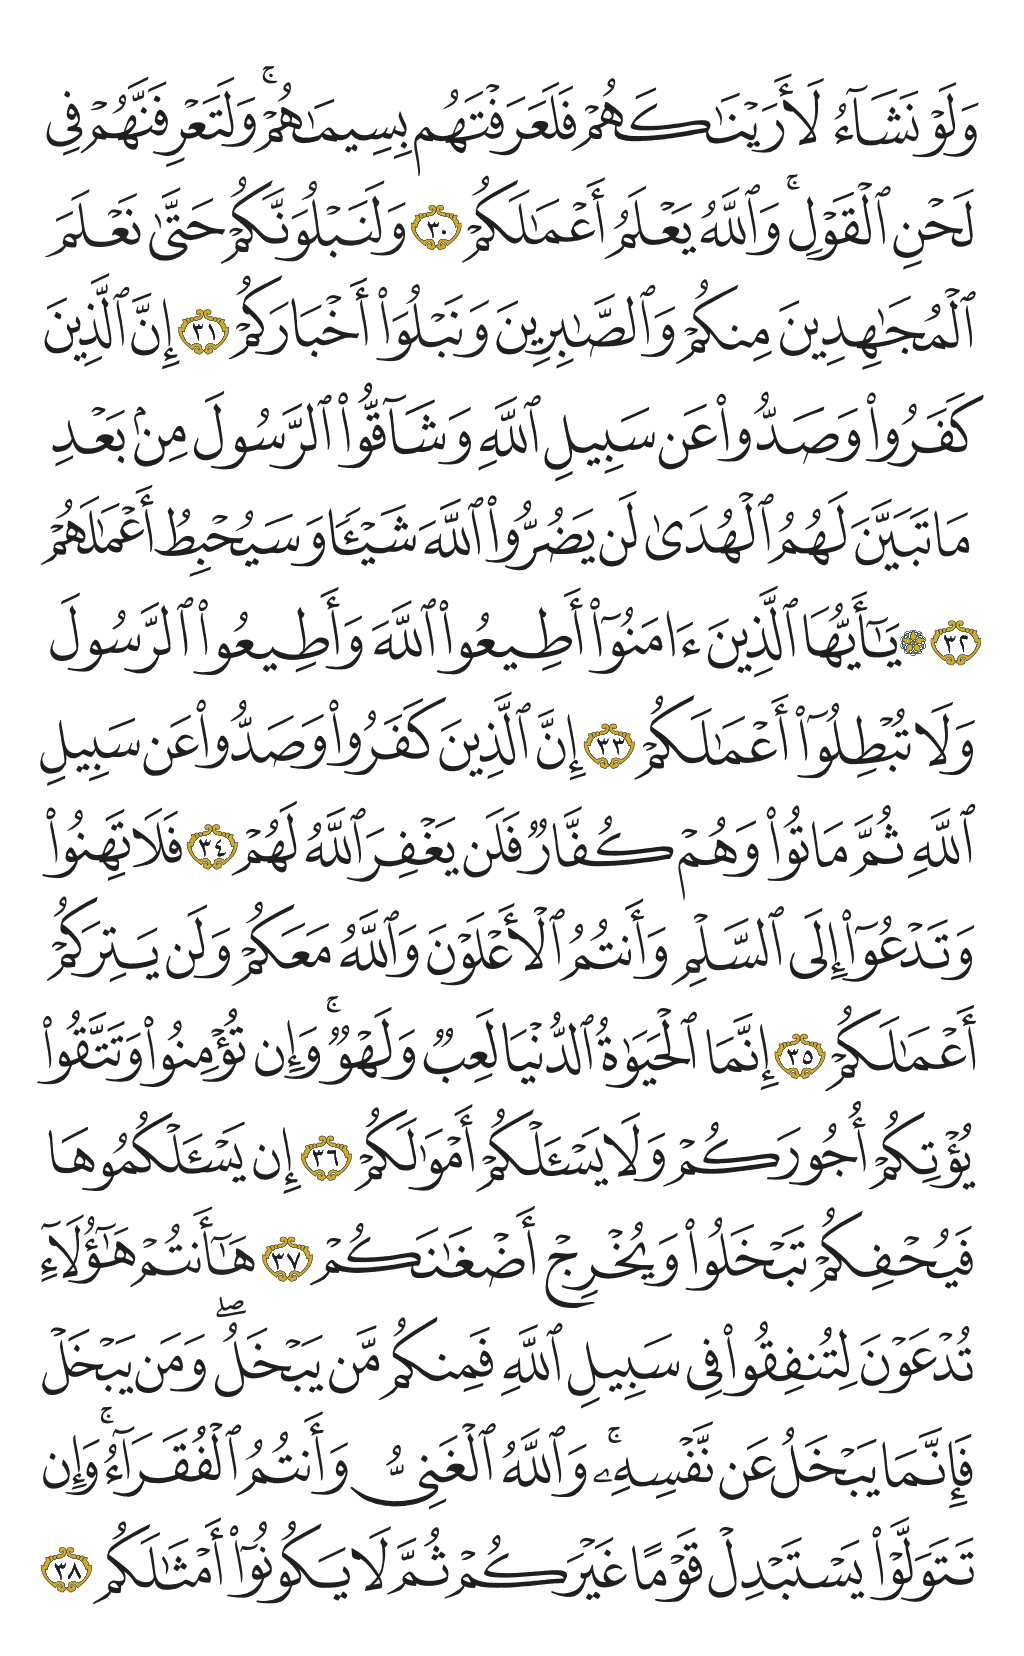 وَلَوْ نَشَآءُ لَأَرَيْنَٰكَهُمْ فَلَعَرَفْتَهُم بِسِيمَٰهُمْۚ وَلَتَعْرِفَنَّهُمْ فِى
لَحْنِ ٱلْقَوْلِۚ وَٱللَّهُ يَعْلَمُ أَعْمَٰلَكُمْ ٣٠ وَلَنَبْلُوَنَّكُمْ حَتَّىٰ نَعْلَمَ
ٱلْمُجَٰهِدِينَ مِنكُمْ وَٱلصَّٰبِرِينَ وَنَبْلُوَا۟ أَخْبَارَكُمْ ٣١ إِنَّ ٱلَّذِينَ
كَفَرُوا۟ وَصَدُّوا۟ عَن سَبِيلِ ٱللَّهِ وَشَآقُّوا۟ ٱلرَّسُولَ مِنۢ بَعْدِ
مَا تَبَيَّنَ لَهُمُ ٱلْهُدَىٰ لَن يَضُرُّوا۟ ٱللَّهَ شَيْـًٔا وَسَيُحْبِطُ أَعْمَٰلَهُمْ
٣٢ ۞ يَٰٓأَيُّهَا ٱلَّذِينَ ءَامَنُوٓا۟ أَطِيعُوا۟ ٱللَّهَ وَأَطِيعُوا۟ ٱلرَّسُولَ
وَلَا تُبْطِلُوٓا۟ أَعْمَٰلَكُمْ ٣٣ إِنَّ ٱلَّذِينَ كَفَرُوا۟ وَصَدُّوا۟ عَن سَبِيلِ
ٱللَّهِ ثُمَّ مَاتُوا۟ وَهُمْ كُفَّارٌ فَلَن يَغْفِرَ ٱللَّهُ لَهُمْ ٣٤ فَلَا تَهِنُوا۟
وَتَدْعُوٓا۟ إِلَى ٱلسَّلْمِ وَأَنتُمُ ٱلْأَعْلَوْنَ وَٱللَّهُ مَعَكُمْ وَلَن يَتِرَكُمْ
أَعْمَٰلَكُمْ ٣٥ إِنَّمَا ٱلْحَيَوٰةُ ٱلدُّنْيَا لَعِبٌ وَلَهْوٌۚ وَإِن تُؤْمِنُوا۟ وَتَتَّقُوا۟
يُؤْتِكُمْ أُجُورَكُمْ وَلَا يَسْـَٔلْكُمْ أَمْوَٰلَكُمْ ٣٦ إِن يَسْـَٔلْكُمُوهَا
فَيُحْفِكُمْ تَبْخَلُوا۟ وَيُخْرِجْ أَضْغَٰنَكُمْ ٣٧ هَٰٓأَنتُمْ هَٰٓؤُلَآءِ
تُدْعَوْنَ لِتُنفِقُوا۟ فِى سَبِيلِ ٱللَّهِ فَمِنكُم مَّن يَبْخَلُۖ وَمَن يَبْخَلْ
فَإِنَّمَا يَبْخَلُ عَن نَّفْسِهِۦۚ وَٱللَّهُ ٱلْغَنِىُّ وَأَنتُمُ ٱلْفُقَرَآءُۚ وَإِن
تَتَوَلَّوْا۟ يَسْتَبْدِلْ قَوْمًا غَيْرَكُمْ ثُمَّ لَا يَكُونُوٓا۟ أَمْثَٰلَكُم ٣٨